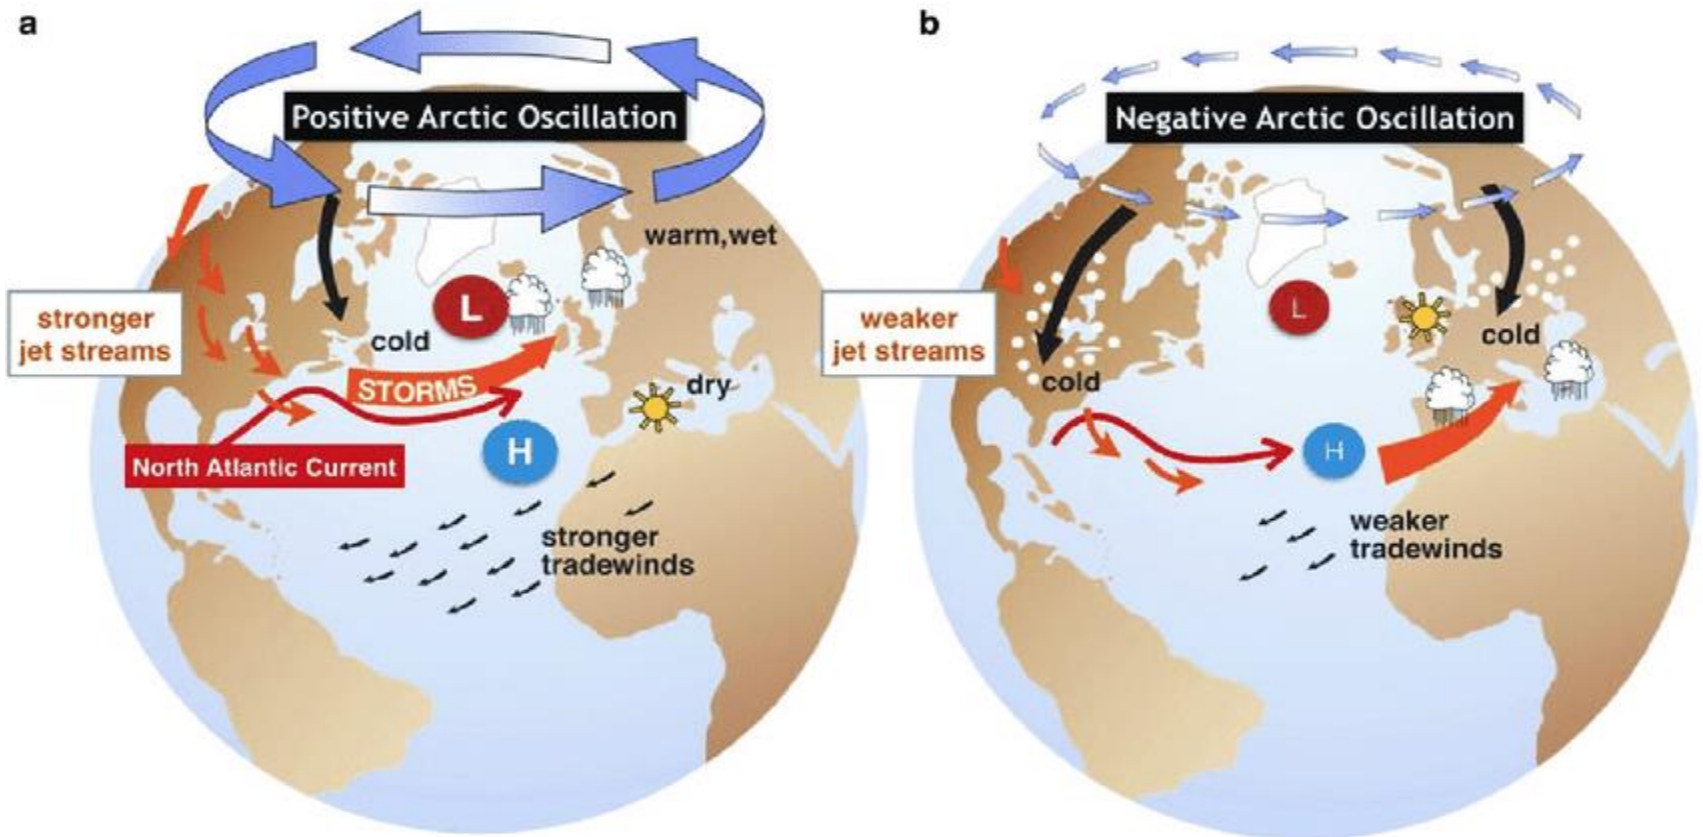 a
Positive Arctic Oscillation
warm,wet
stronger
jet streams
L
cold
STORMS
dry
North Atlantic Current
H
stronger
tradewinds
b
Negative Arctic Oscillation
weaker
jet streams
L
cold
cold
H
weaker
tradewinds